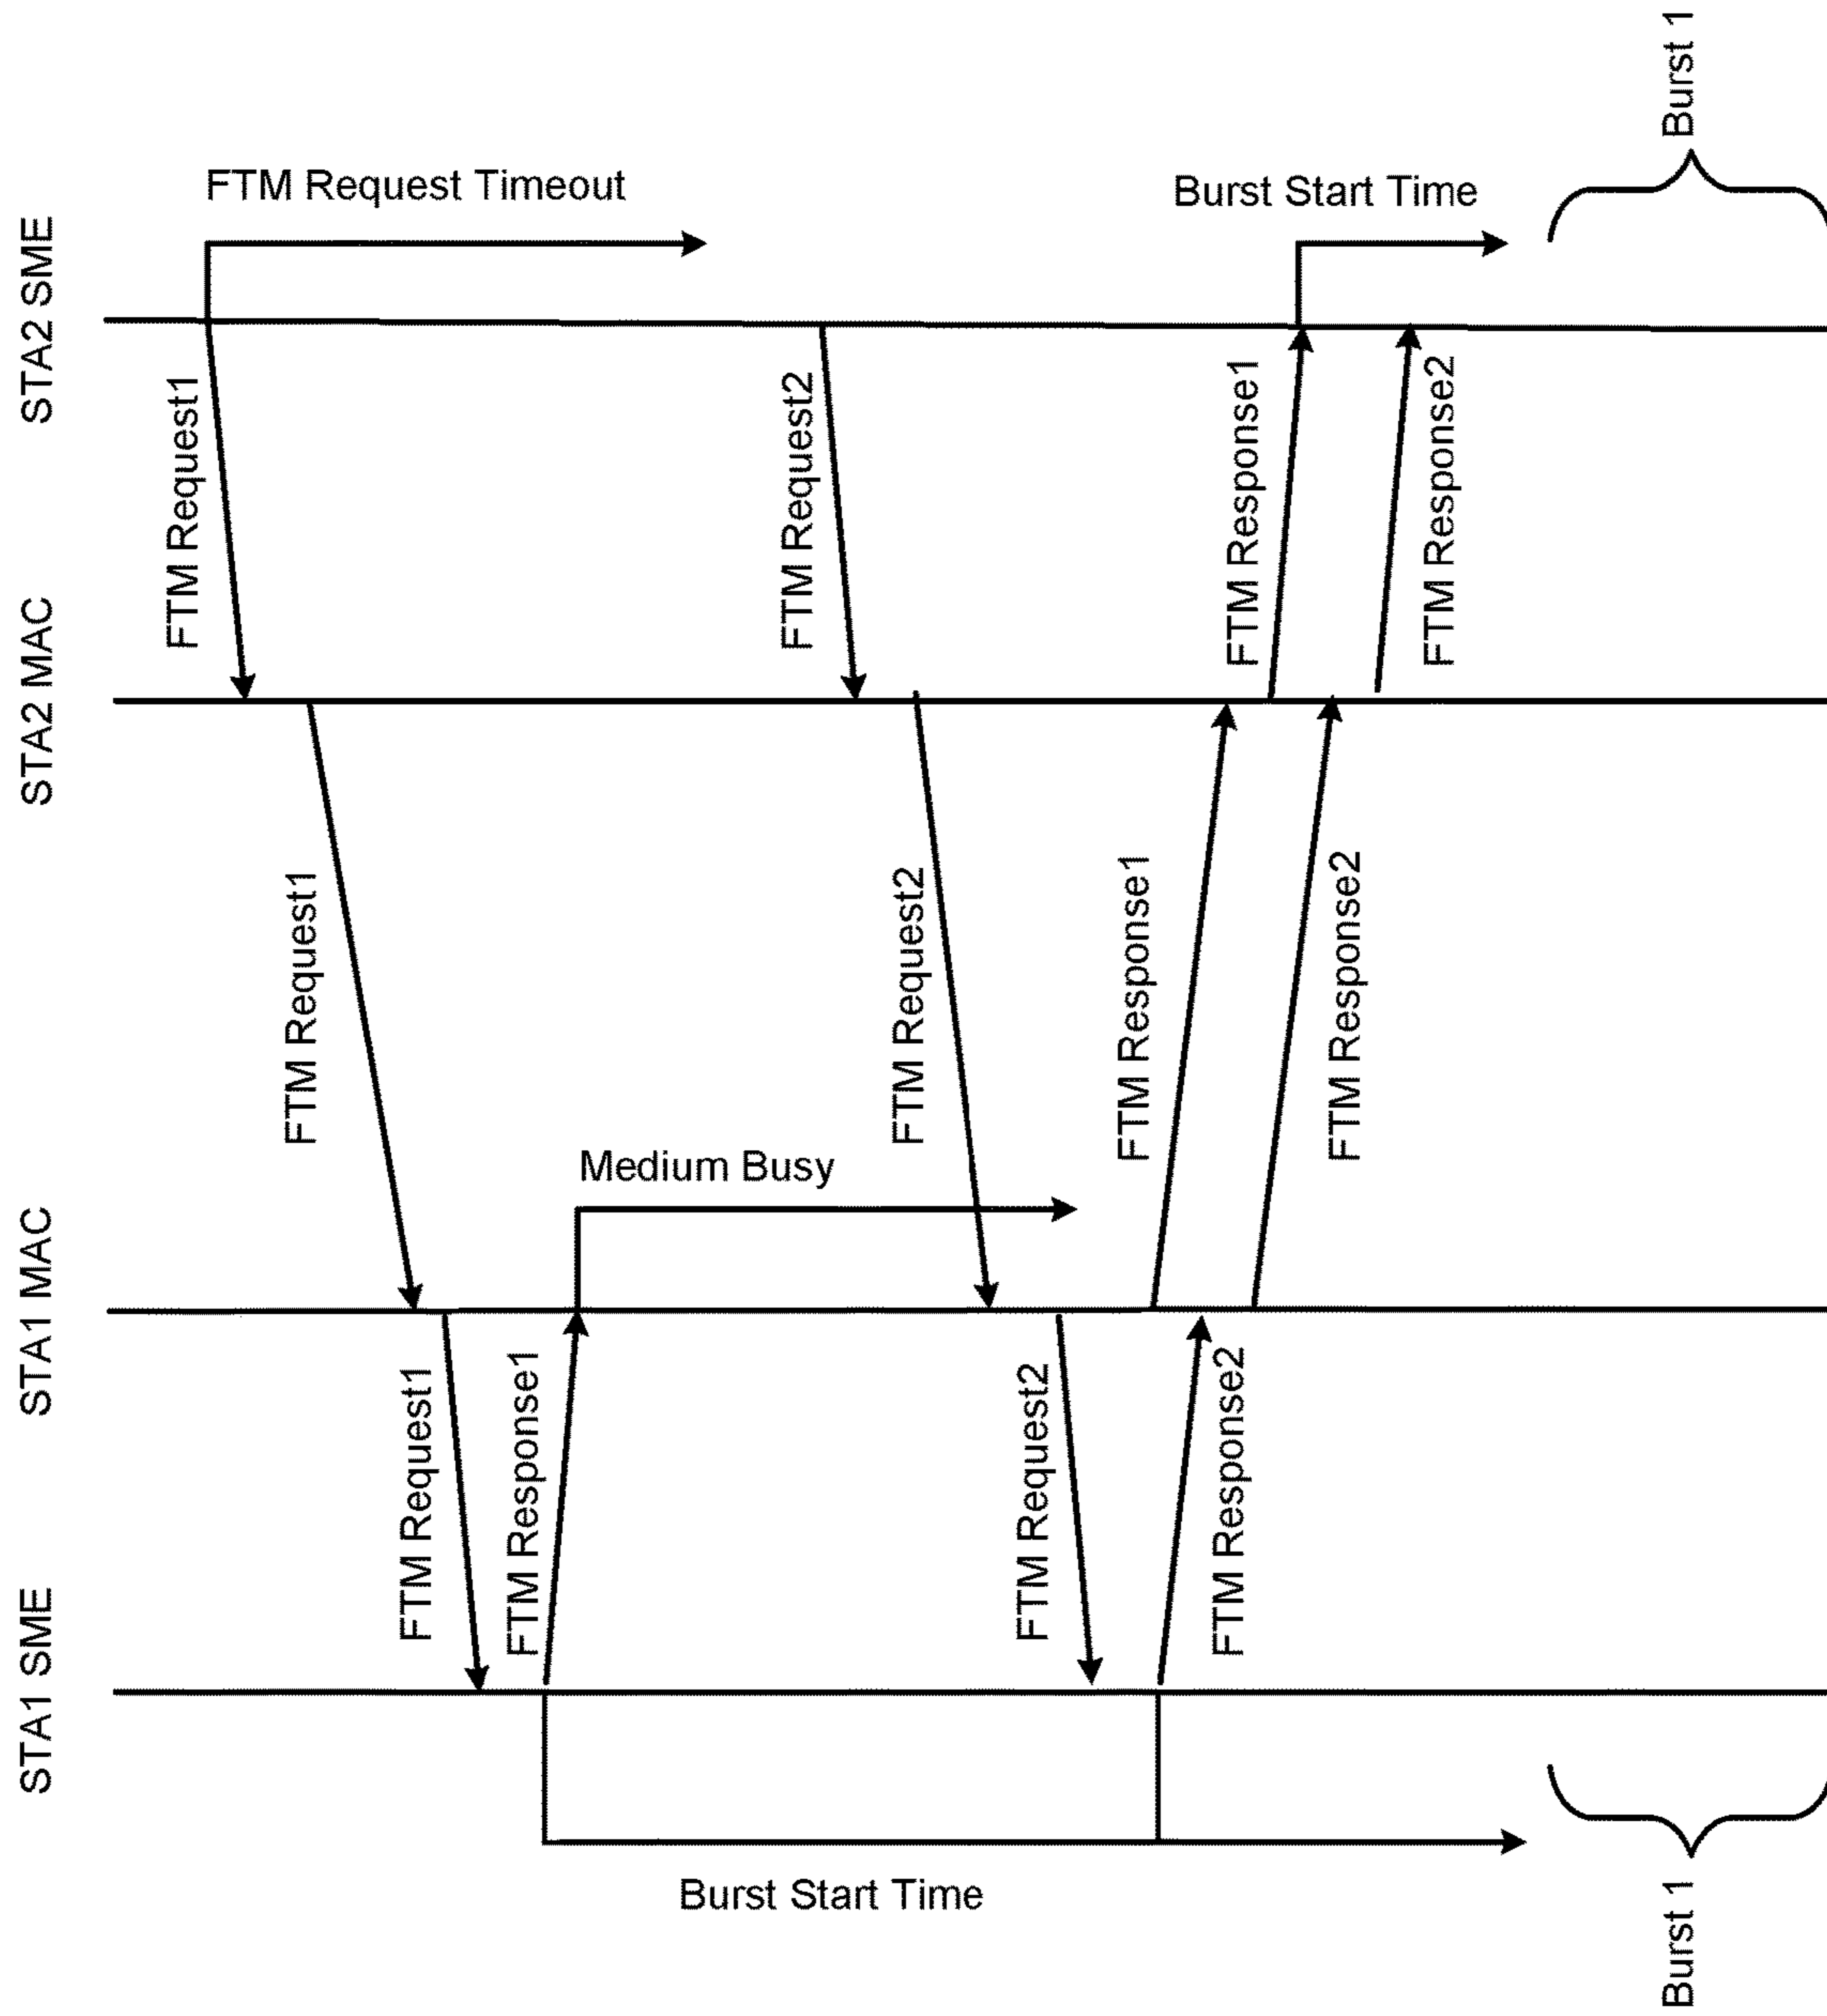 Burst 1
FTM Request Timeout
Burst Start Time
STA2 SME
FTM Request1
FTM Request2
FTM Response1
FTM Response2
STA2 MAC
FTM Request1
FTM Request2
FTM Response1
FTM Response2
Medium Busy
STA1 MAC
FTM Request1
FTM Response1
FTM Request2
FTM Response2
STA1 SME
Burst Start Time
Burst 1